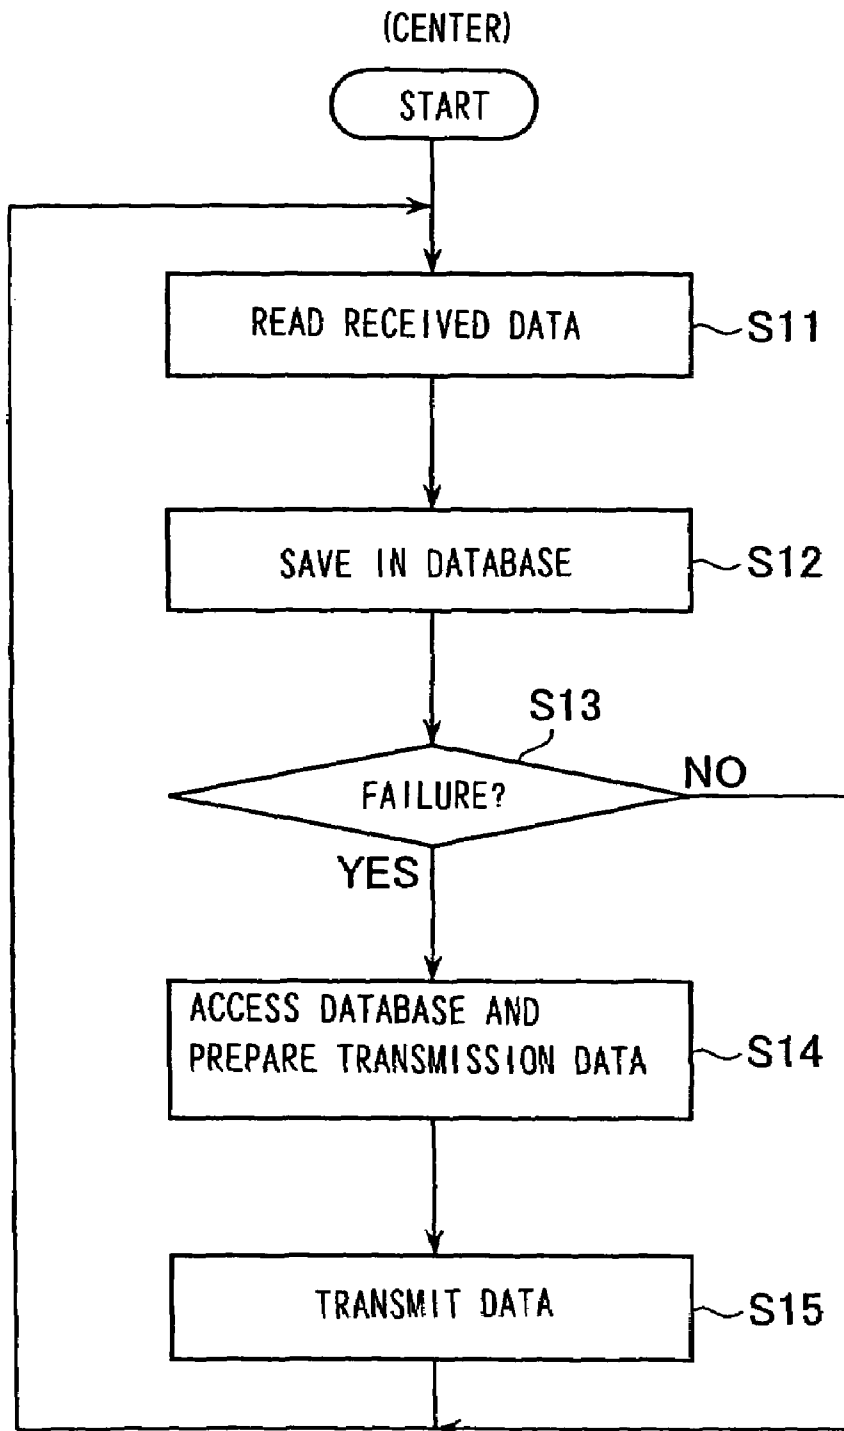 (CENTER)
START
READ RECEIVED DATA
S11
SAVE IN DATABASE
S12
S13
FAILURE?
NO
YES
ACCESS DATABASE AND
PREPARE TRANSMISSION DATA
S14
TRANSMIT DATA
S15